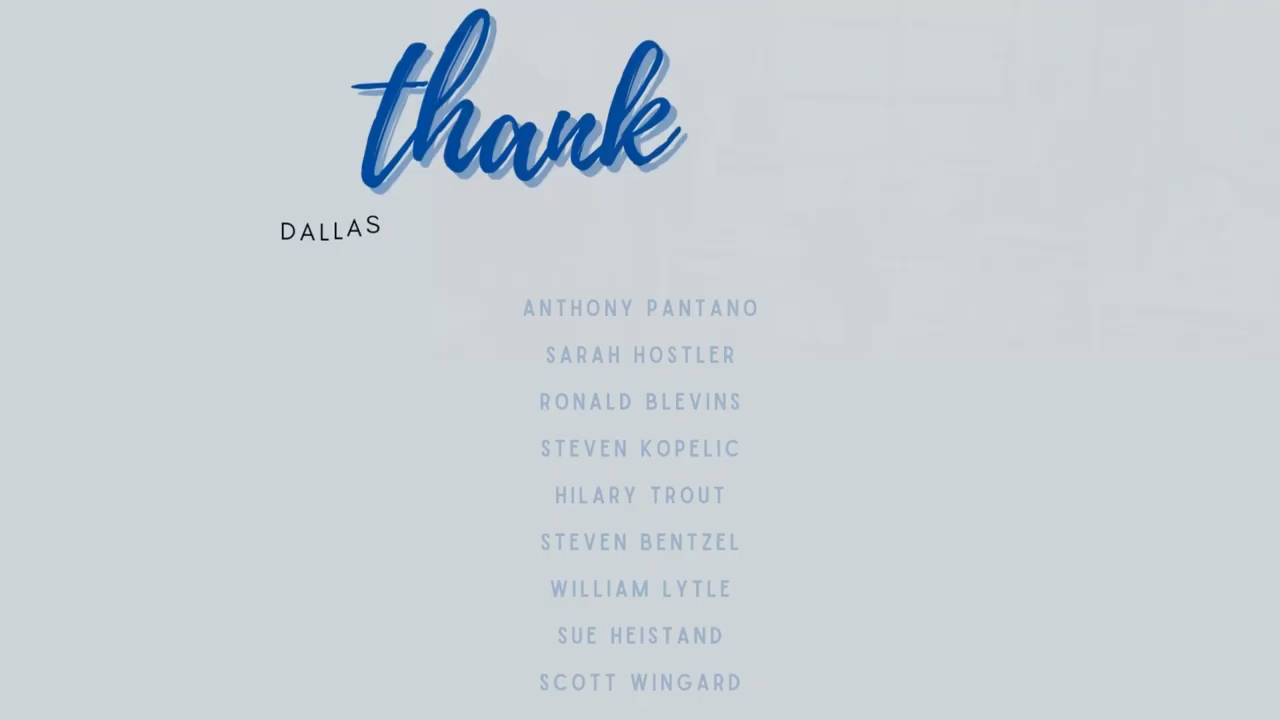 thank
DALLAS
ANTHONY PANTANO
SARAH HOSTLER
RONALD BLEVINS
STEVEN KOPELIC
HILARY TROUT
STEVEN BENTZEL
WILLIAM LYTLE
SUE HEISTAND
SCOTT WINGARD